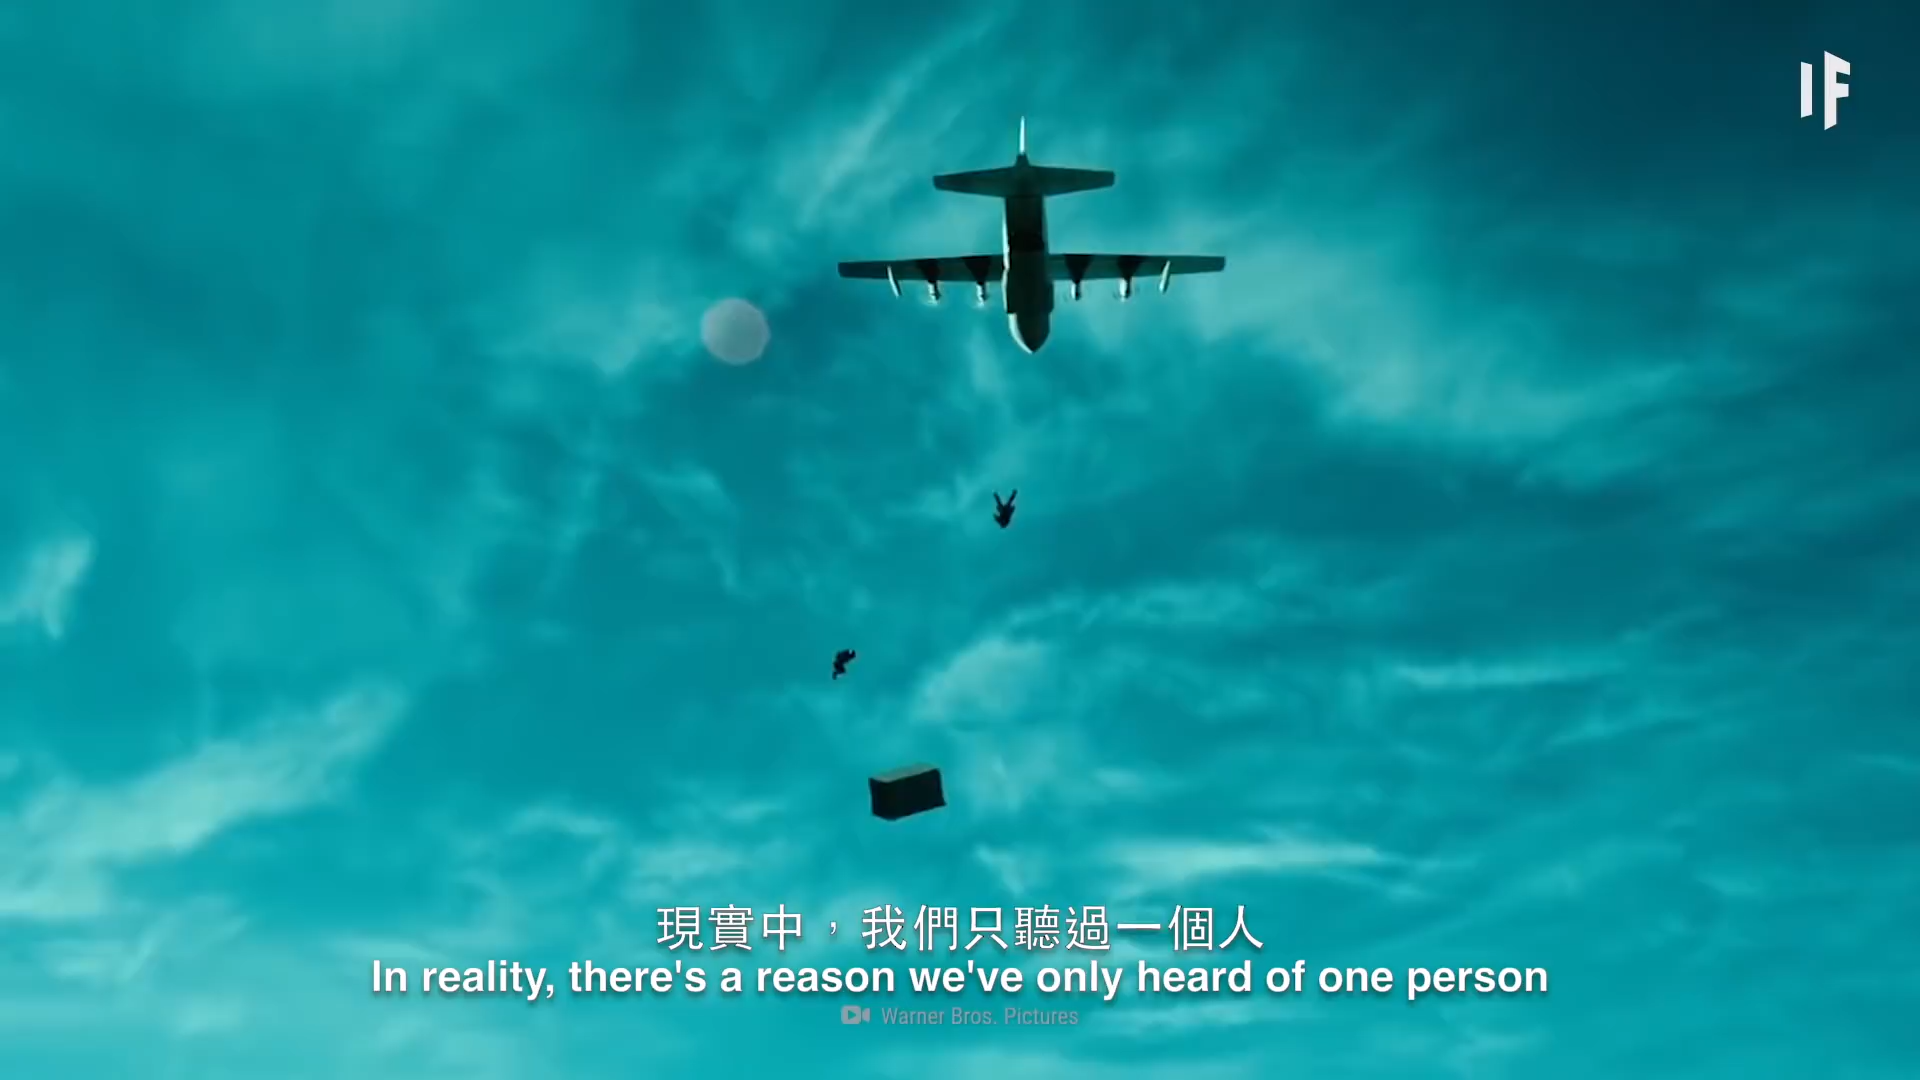 IF
現實中，我們只聽過一個人
In reality, there's a reason we've only heard of one person
Warner Bros. Pictures